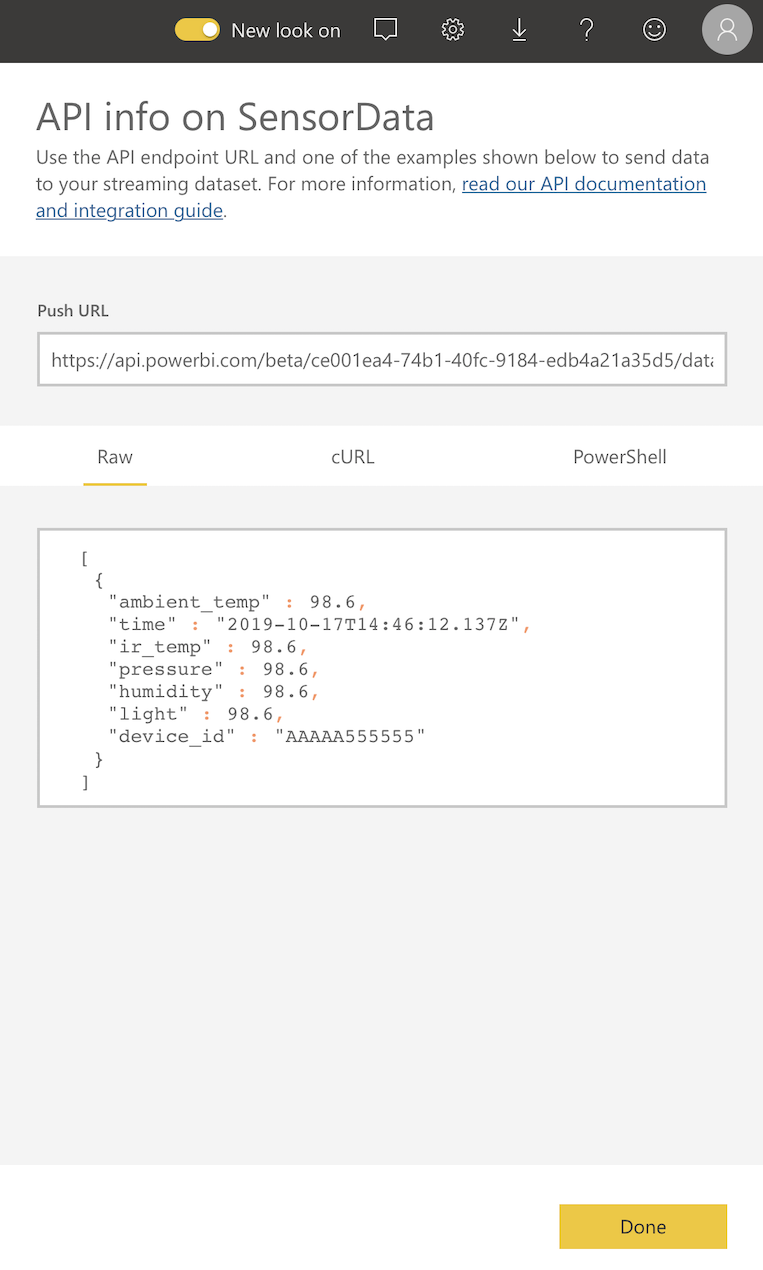 New look on
API info on SensorData
Use the API endpoint URL and one of the examples shown below to send data
to your streaming dataset. For more information, read our API documentation
and integration guide.
Push URL
https://api.powerbi.com/beta/ce001ea4-74b1-40fc-9184-edb4a21a35d5/data
Raw cURL PowerShell
[
{
"ambient_temp" : 98.6,
"time" : "2019-10-17T14:46:12.137Z",
"ir_temp" : 98.6,
"pressure" : 98.6,
"humidity" : 98.6,
"light" : 98.6,
"device_id" : "AAAAA555555"
}
]
Done